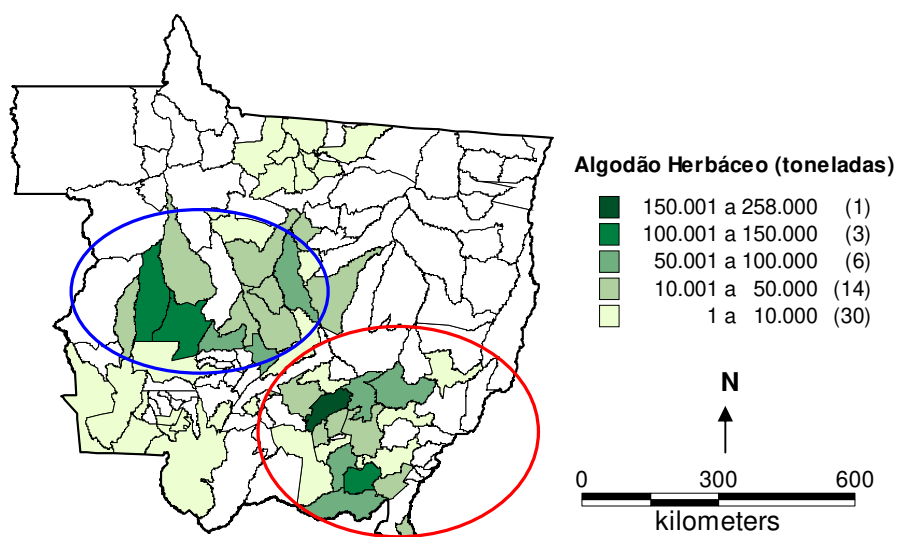 Algodão Herbáceo (toneladas)
150.001 a 258.000 (1)
100.001 a 150.000 (3)
50.001 a 100.000 (6)
10.001 a 50.000 (14)
1 a 10.000 (30)
N
0 300 600
kilometers